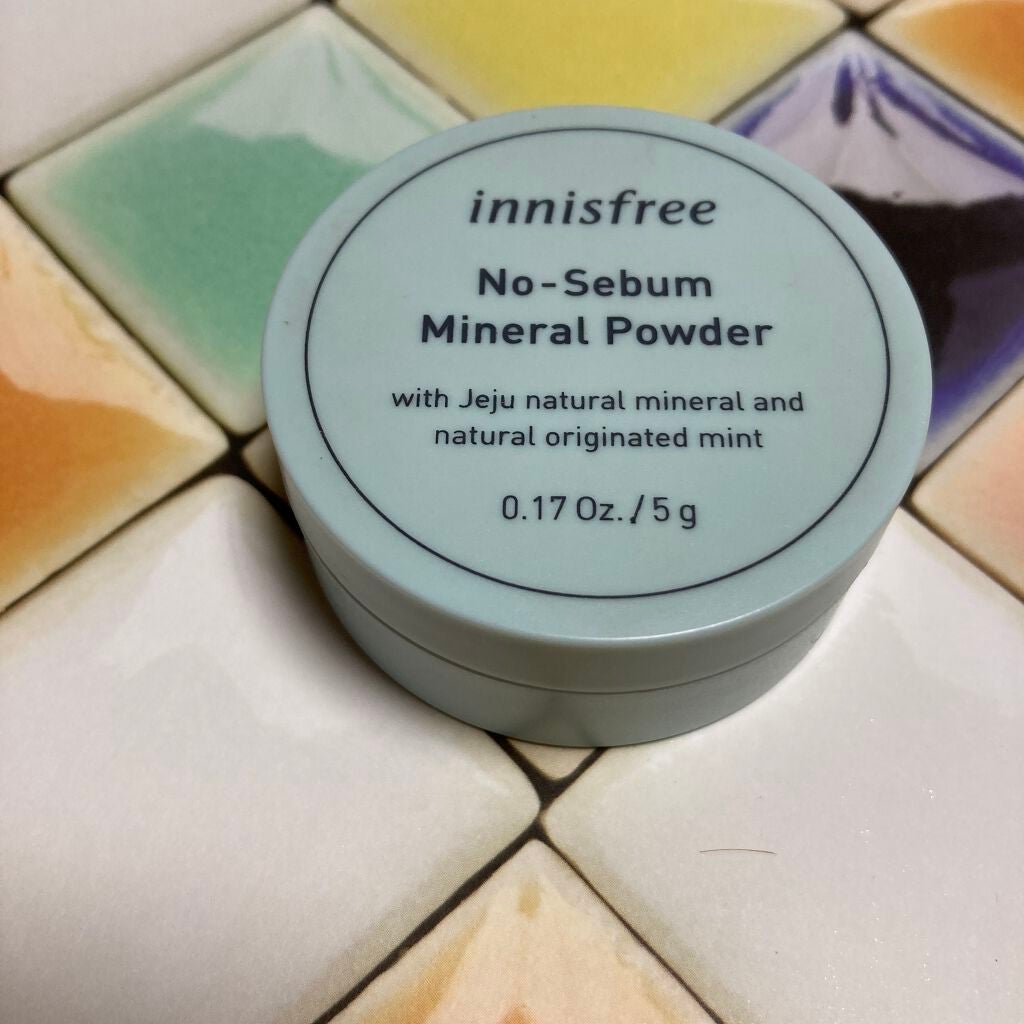 innisfree
No-Sebum
Mineral Powder
with Jeju natural mineral and
natural originated mint
0.17 Oz./5 g